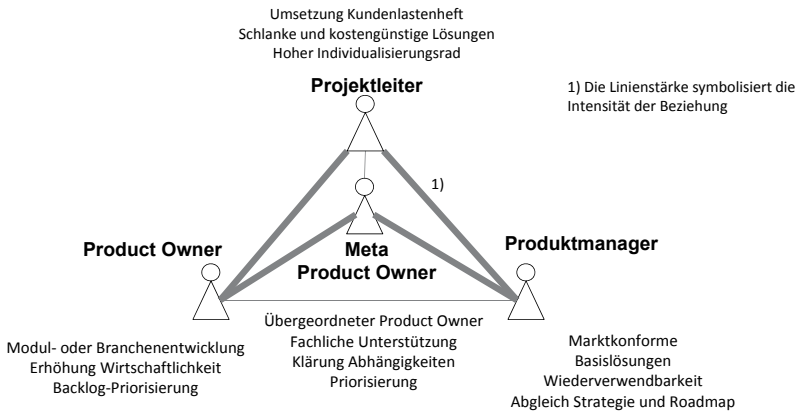 Umsetzung Kundenlastenheft
Schlanke und kostengünstige Lösungen
Hoher Individualisierungsrad
Projektleiter
1) Die Linienstärke symbolisiert die
Intensität der Beziehung
1)
Product Owner
Meta
Product Owner
Produktmanager
Modul- oder Branchenentwicklung
Erhöhung Wirtschaftlichkeit
Backlog-Priorisierung
Übergeordneter Product Owner
Fachliche Unterstützung
Klärung Abhängigkeiten
Priorisierung
Marktkonforme
Basislösungen
Wiederverwendbarkeit
Abgleich Strategie und Roadmap